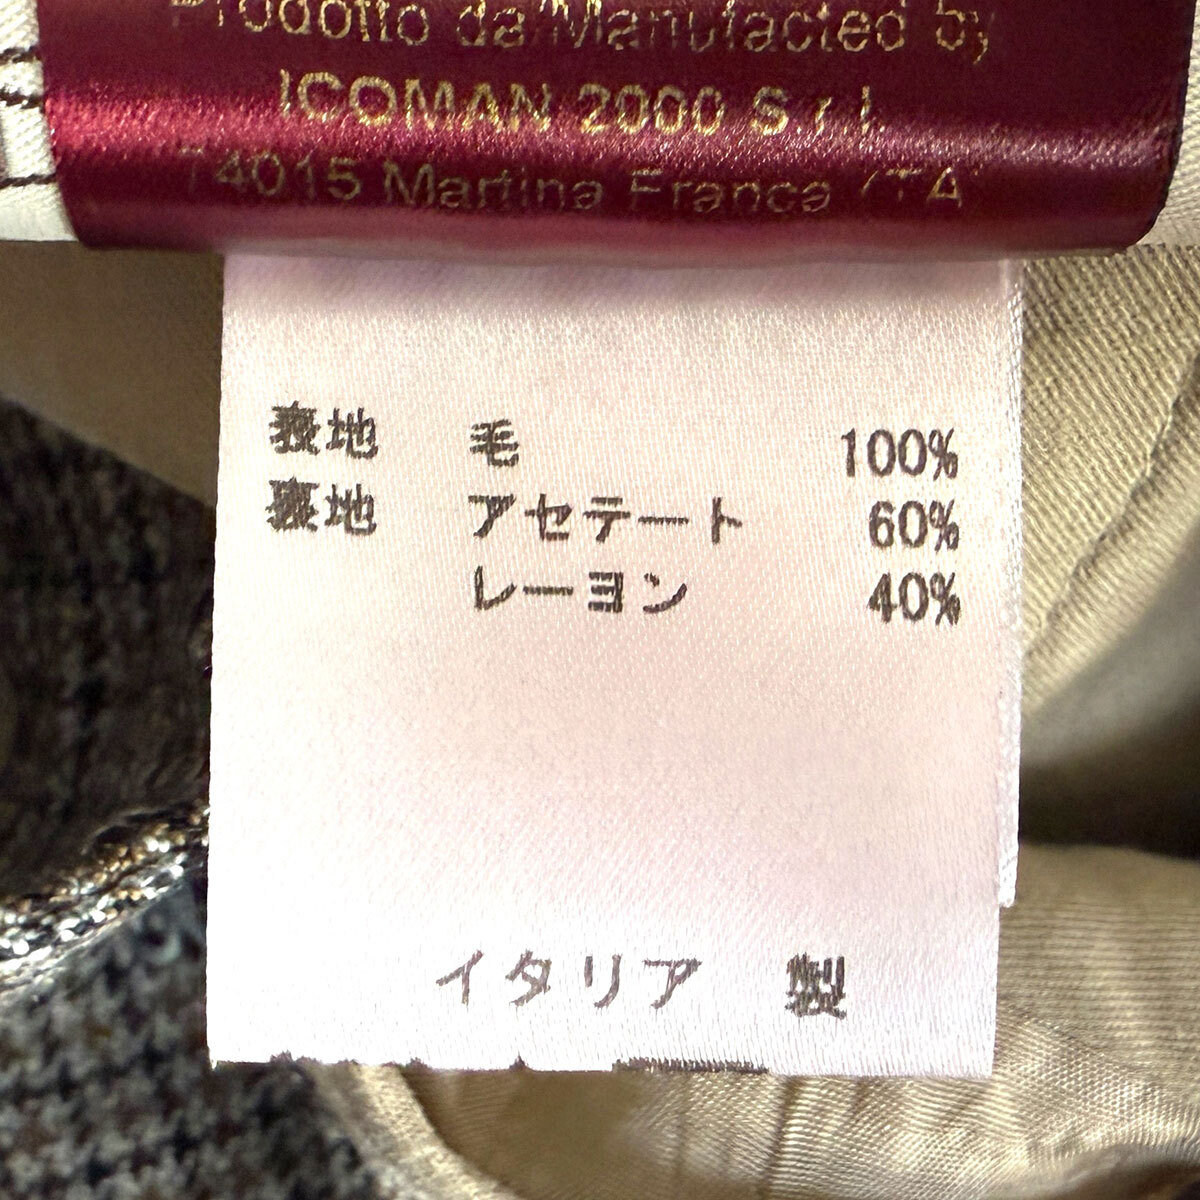 Prodotto da/Manufactured by
ICOMAN 2000 S.r.l.
74015 Martina Franca (TA)
表地 毛 100%
裏地 アセテート 60%
レーヨン 40%
イタリア 製